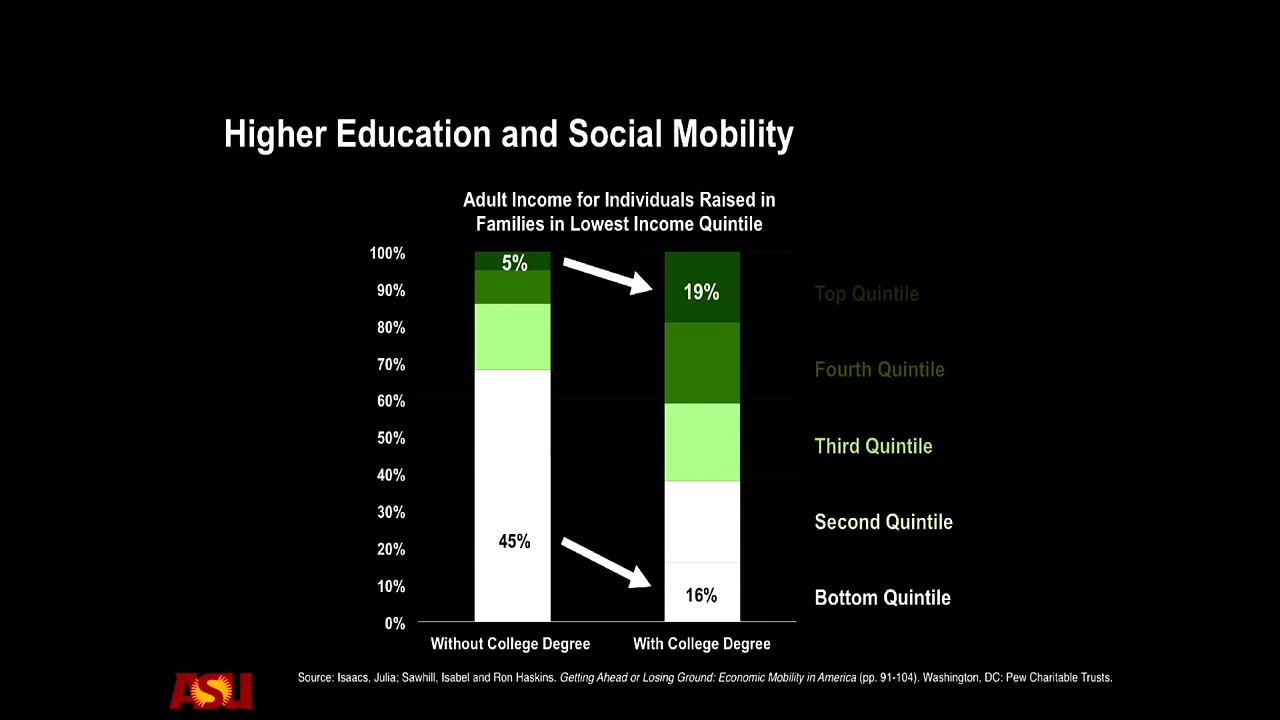 Higher Education and Social Mobility
Adult Income for Individuals Raised in
Families in Lowest Income Quintile
100%
90%
80%
70%
60%
50%
40%
30%
20%
10%
0%
5%
45%
19%
16%
Top Quintile
Fourth Quintile
Third Quintile
Second Quintile
Bottom Quintile
Without College Degree
With College Degree
ASU
Source: Isaacs, Julia; Sawhill, Isabel and Ron Haskins. Getting Ahead or Losing Ground: Economic Mobility in America (pp. 91-104). Washington, DC: Pew Charitable Trusts.